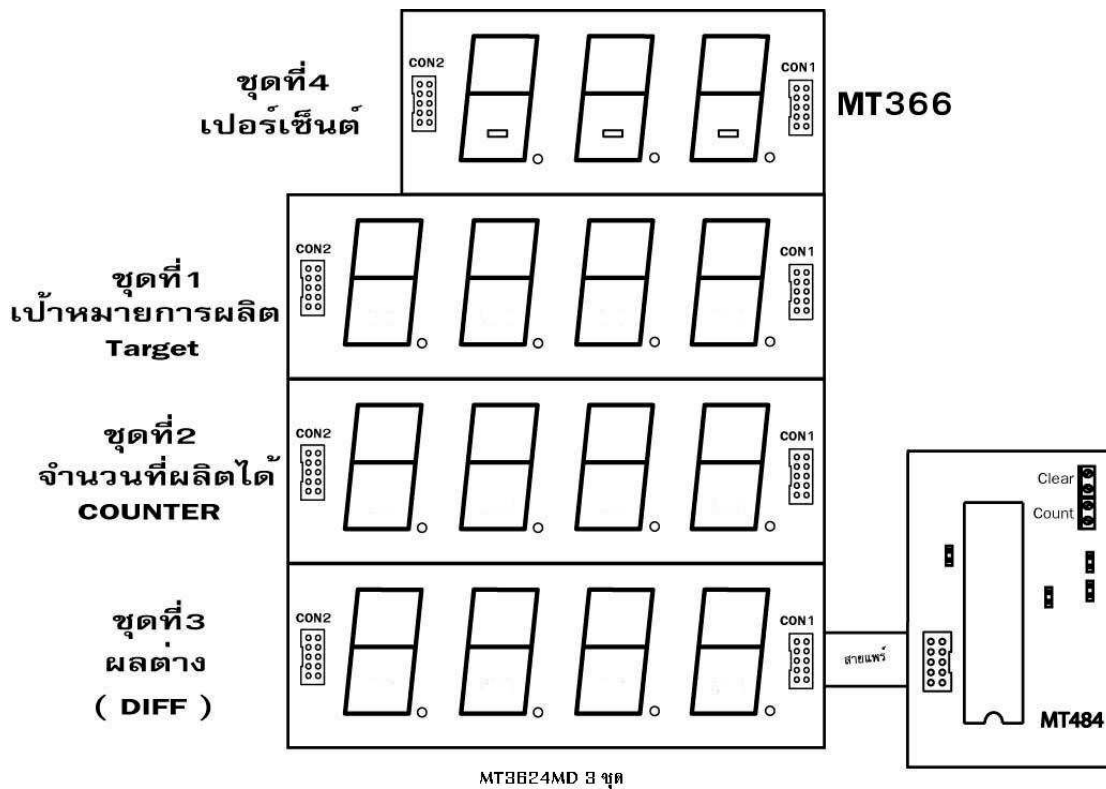 ชุดที่4
เปอร์เซ็นต์
CON2
CON1
MT366
ชุดที่1
เป้าหมายการผลิต
Target
CON2
CON1
ชุดที่2
จำนวนที่ผลิตได้
COUNTER
CON2
CON1
ชุดที่3
ผลต่าง
( DIFF )
CON2
CON1
สายแพร์
Clear
Count
MT484
MT3624MD 3 ชุด